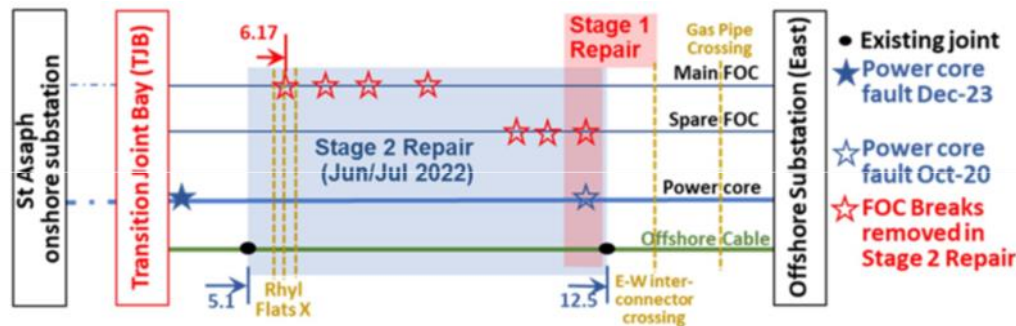 St Asaph
onshore substation
Transition Joint Bay (TJB)
6.17
Stage 1
Repair
Gas Pipe
Crossing
Main FOC
Spare FOC
Stage 2 Repair
(Jun/Jul 2022)
Power core
Offshore Cable
5.1
Rhyl
Flats X
12.5
E-W inter-
connector
crossing
Offshore Substation (East)
Existing joint
Power core
fault Dec-23
Power core
fault Oct-20
FOC Breaks
removed in
Stage 2 Repair